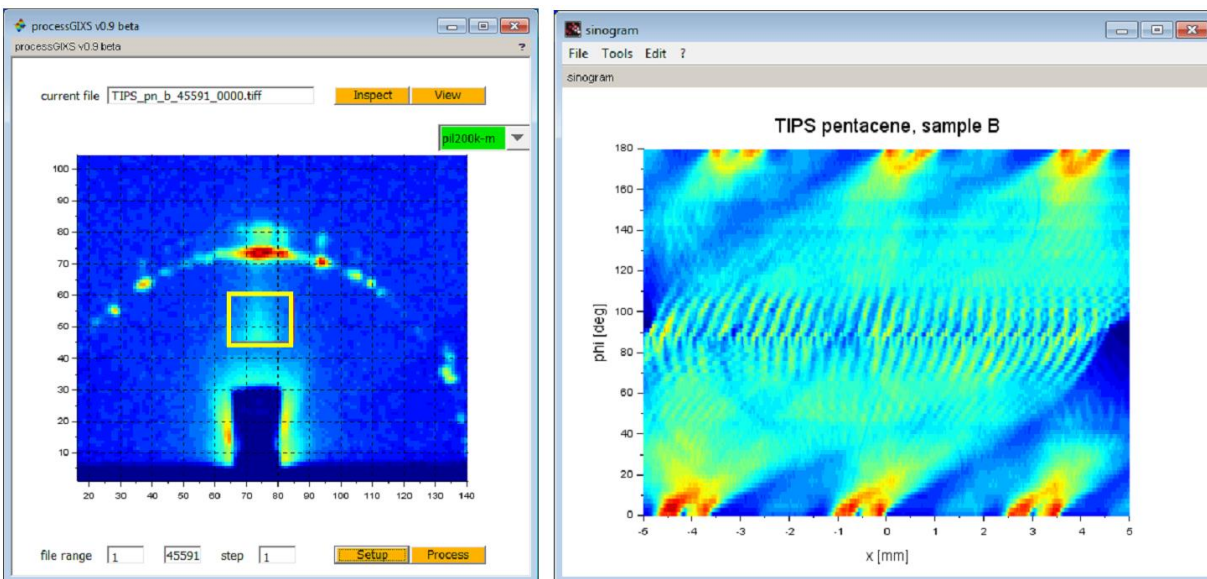 processGIXS v0.9 beta
processGIXS v0.9 beta ?
current file TIPS_pn_b_45591_0000.tiff Inspect View
pil200k-m
100
90
80
70
60
50
40
30
20
10
20 30 40 50 60 70 80 90 100 110 120 130 140
file range 1 45591 step 1 Setup Process
sinogram
File Tools Edit ?
sinogram
TIPS pentacene, sample B
180
160
140
120
100
80
60
40
20
0
phi [deg]
-5 -4 -3 -2 -1 0 1 2 3 4 5
x [mm]